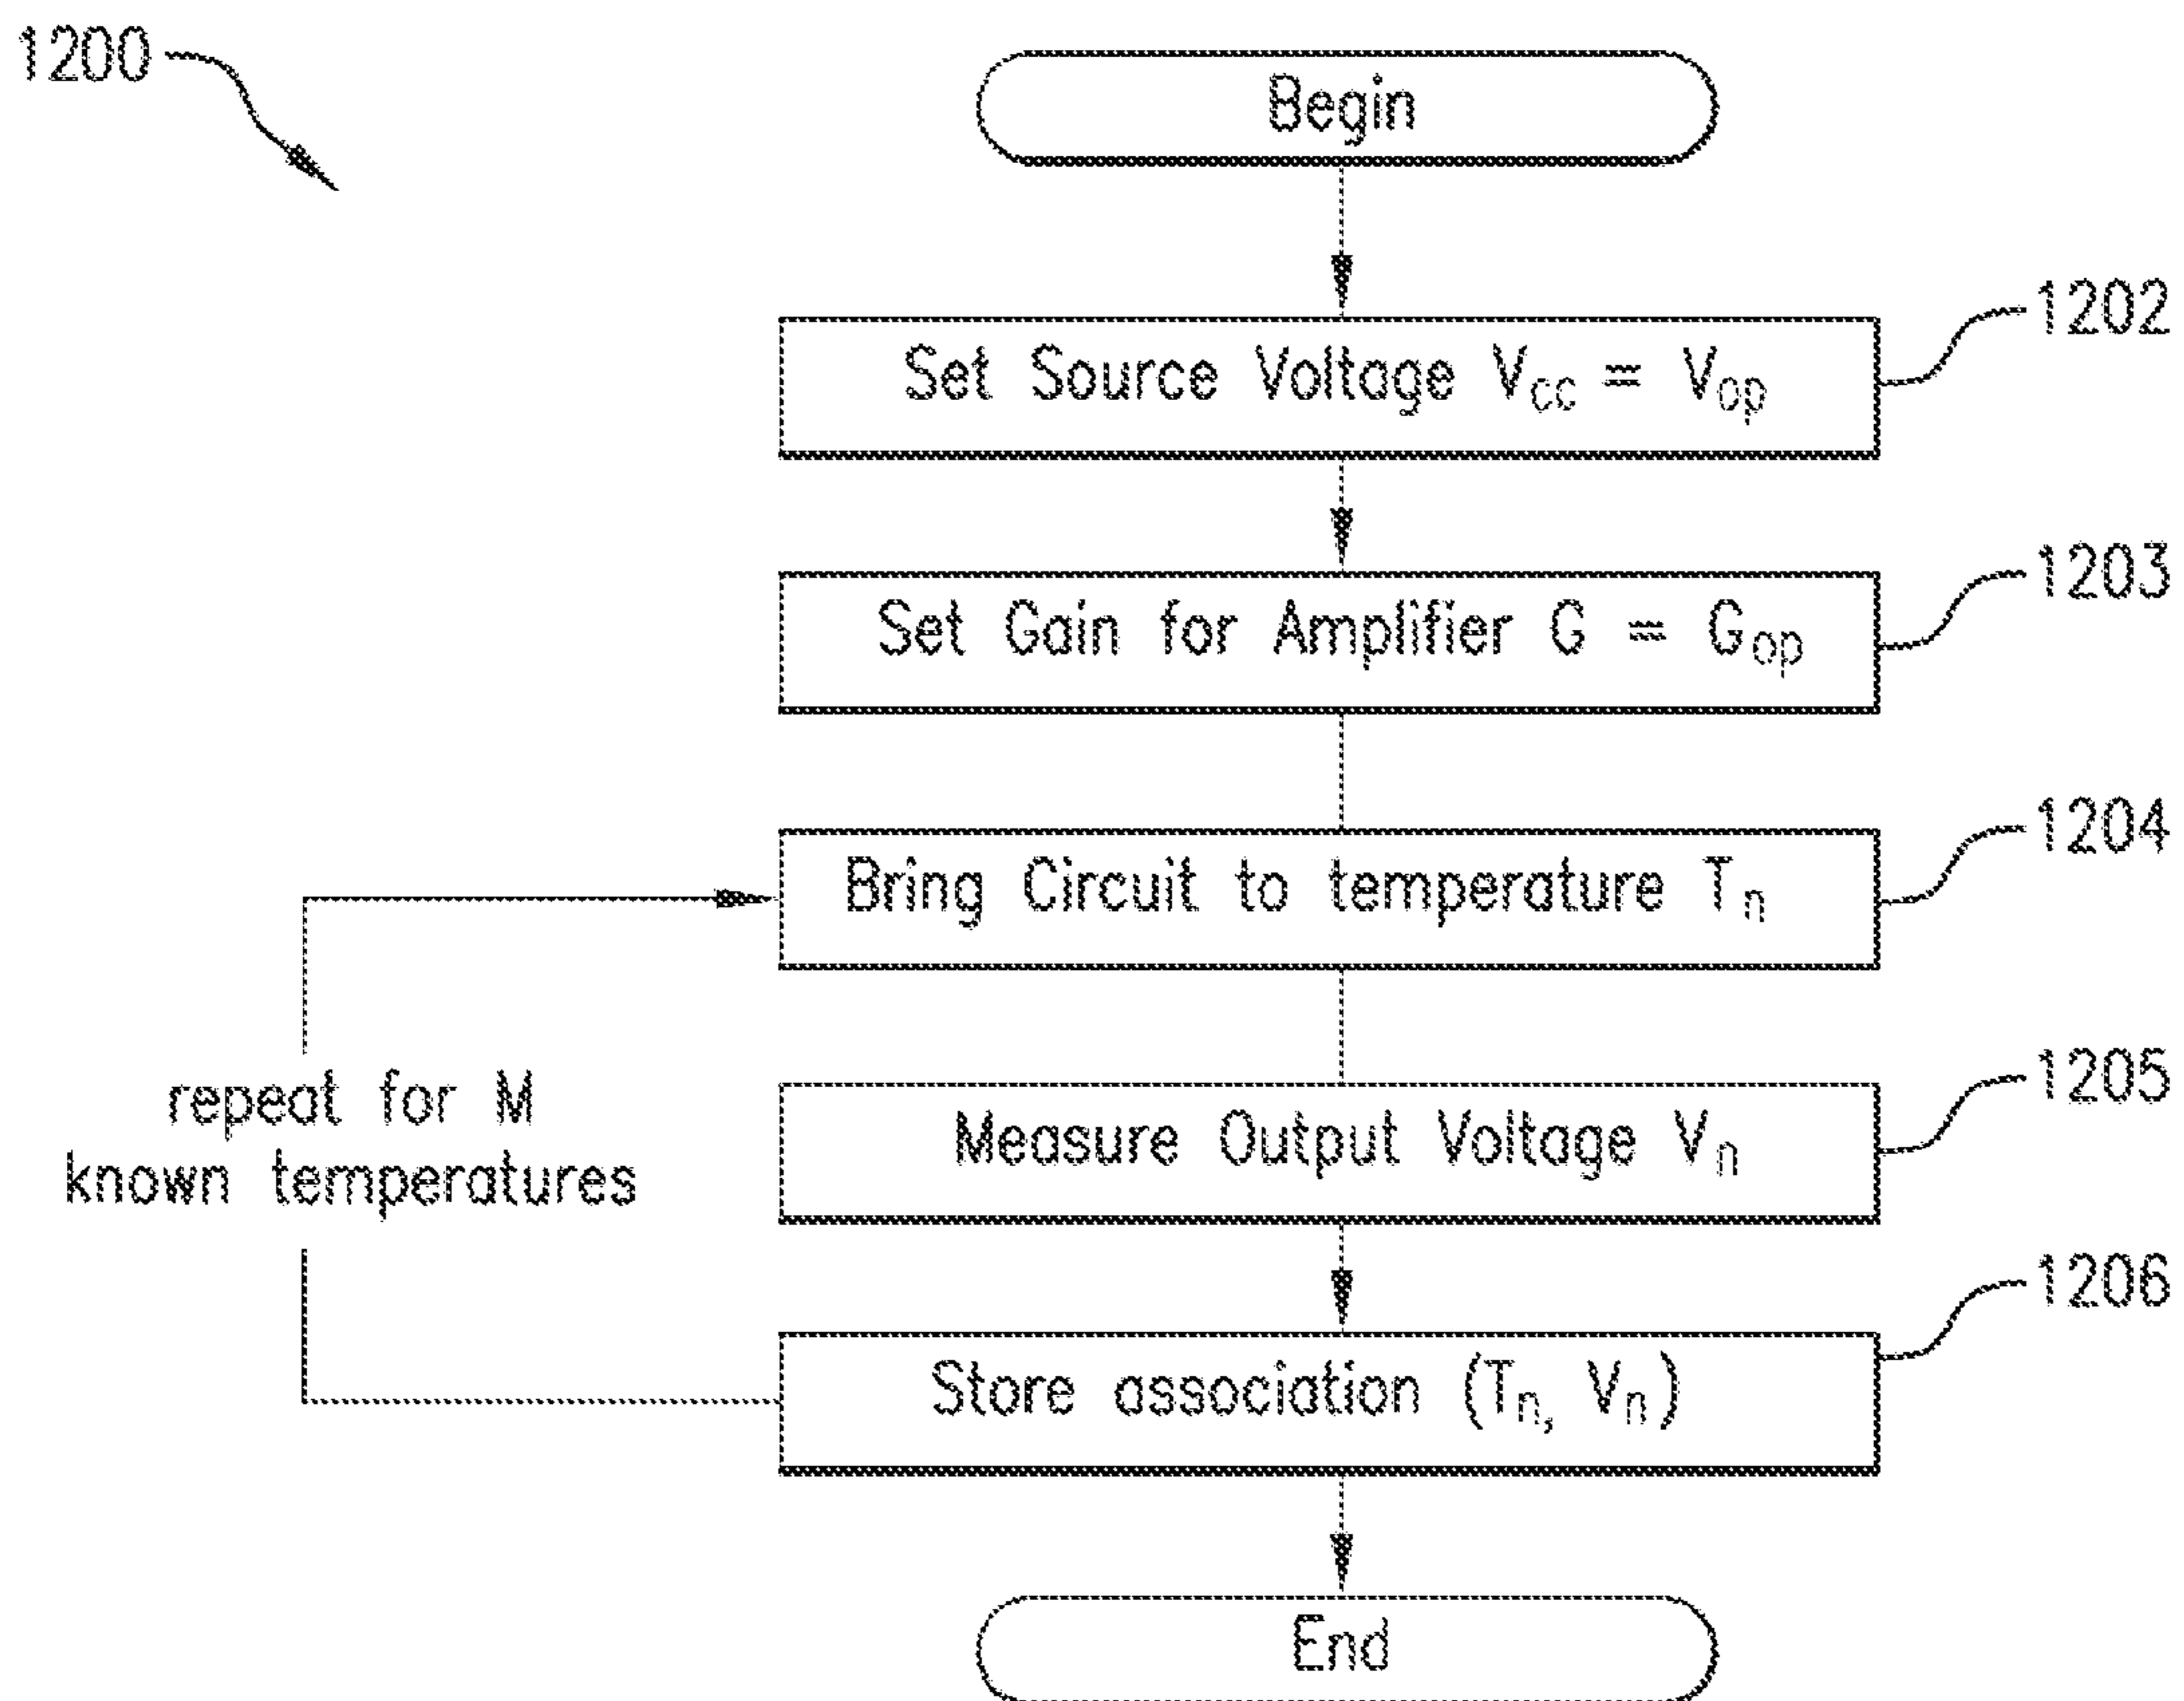 1200
Begin
Set Source Voltage Vcc = Vop
1202
Set Gain for Amplifier G = Gop
1203
Bring Circuit to temperature Tn
1204
repeat for M
known temperatures
Measure Output Voltage Vn
1205
Store association (Tn, Vn)
1206
End